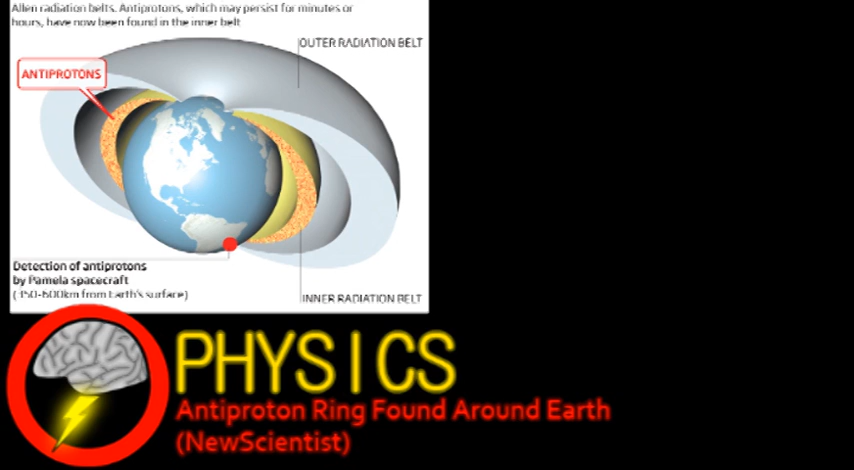 Allen radiation belts. Antiprotons, which may persist for minutes or
hours, have now been found in the inner belt
OUTER RADIATION BELT
ANTIPROTONS
Detection of antiprotons
by Pamela spacecraft
(350-600km from Earth's surface)
INNER RADIATION BELT
PHYSICS
Antiproton Ring Found Around Earth
(NewScientist)